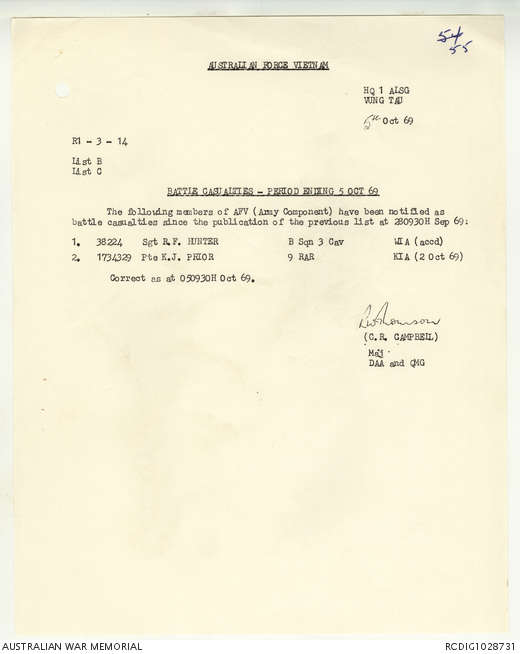 54
55
AUSTRALIAN FORCE VIETNAM
HQ 1 ALSG
VUNG TAU
5th Oct 69
R1 - 3 - 14
List B
List C
BATTLE CASUALTIES - PERIOD ENDING 5 OCT 69
The following members of AFV (Army Component) have been notified as
battle casualties since the publication of the previous list at 280930H Sep 69:
1. 38224 Sgt R.F. HUNTER B Sqn 3 Cav WIA (accd)
2. 1734329 Pte K.J. PRIOR 9 RAR KIA (2 Oct 69)
Correct as at 050930H Oct 69.
(C.R. CAMPBELL)
Maj
DAA and QMG
AUSTRALIAN WAR MEMORIAL
RCDIG1028731